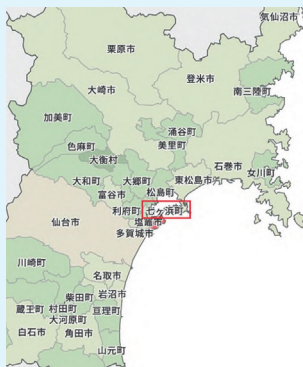 気仙沼市
栗原市
登米市
南三陸町
大崎市
加美町
涌谷町
色麻町
美里町
大衡村
石巻市
女川町
大和町
大郷町
東松島市
富谷市
松島町
利府町
七ヶ浜町
仙台市
塩竈市
多賀城市
川崎町
名取市
柴田町
岩沼市
蔵王町
村田町
亘理町
大河原町
白石市
角田市
山元町